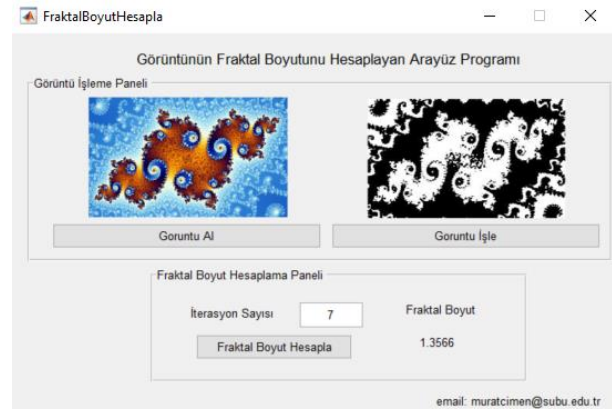 FraktalBoyutHesapla
Görüntünün Fraktal Boyutunu Hesaplayan Arayüz Programı
Görüntü İşleme Paneli
Goruntu Al
Goruntu İşle
Fraktal Boyut Hesaplama Paneli
İterasyon Sayısı 7 Fraktal Boyut
Fraktal Boyut Hesapla 1.3566
email: muratcimen@subu.edu.tr